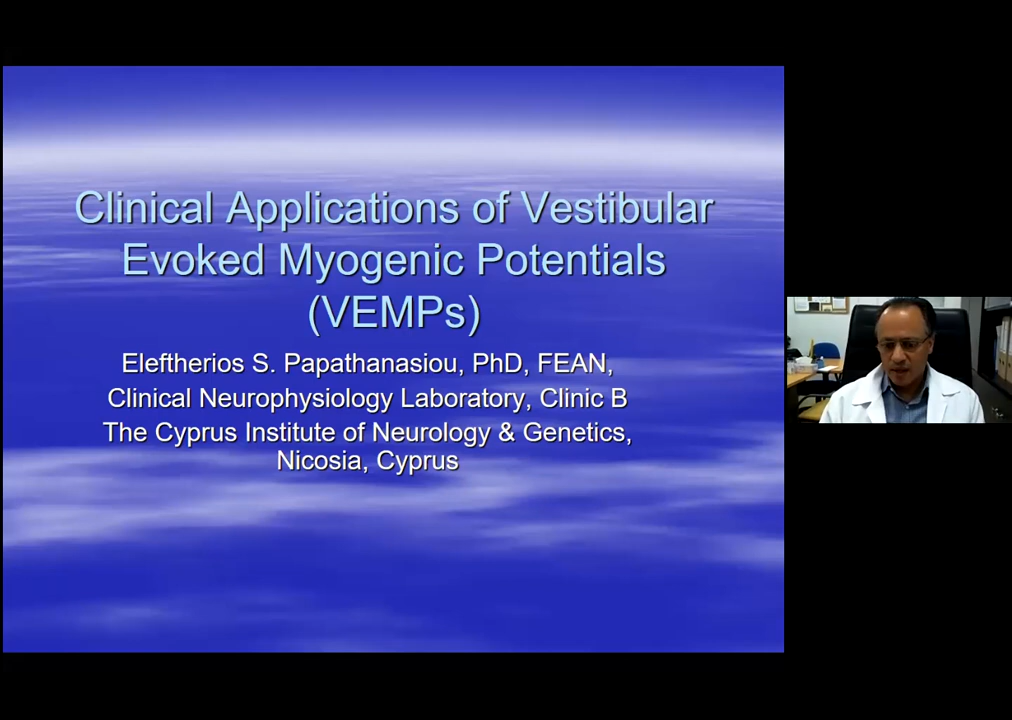 Clinical Applications of Vestibular
Evoked Myogenic Potentials
(VEMPs)
Eleftherios S. Papathanasiou, PhD, FEAN,
Clinical Neurophysiology Laboratory, Clinic B
The Cyprus Institute of Neurology & Genetics,
Nicosia, Cyprus